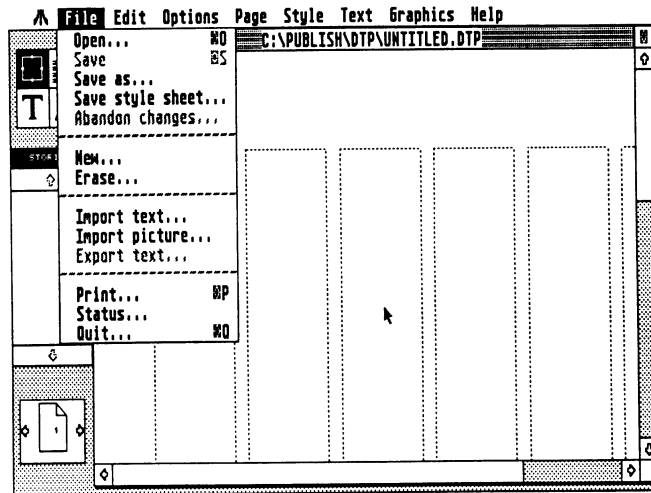 File Edit Options Page Style Text Graphics Help
C:\PUBLISH\DTP\UNTITLED.DTP
Open... ⌘O
Save ⌘S
Save as...
Save style sheet...
Abandon changes...
New...
Erase...
Import text...
Import picture...
Export text...
Print... ⌘P
Status...
Quit... ⌘Q
T
STORI
1